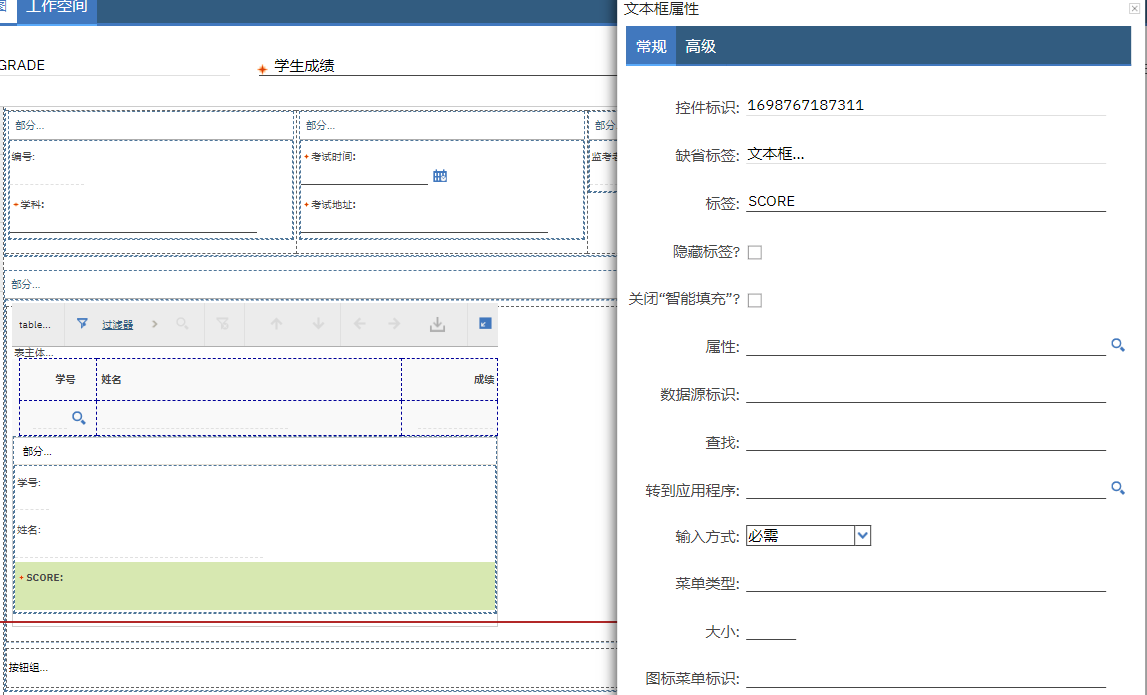 图 工作空间
GRADE
学生成绩
部分... 部分... 部分
编号:
考试时间:
监考老
学科:
考试地址:
部分...
table... 过滤器
表主体...
学号 姓名 成绩
部分...
学号:
姓名:
SCORE:
按钮组...
文本框属性
常规 高级
控件标识: 1698767187311
缺省标签: 文本框...
标签: SCORE
隐藏标签?
关闭“智能填充”?
属性:
数据源标识:
查找:
转到应用程序:
输入方式: 必需
菜单类型:
大小:
图标菜单标识: